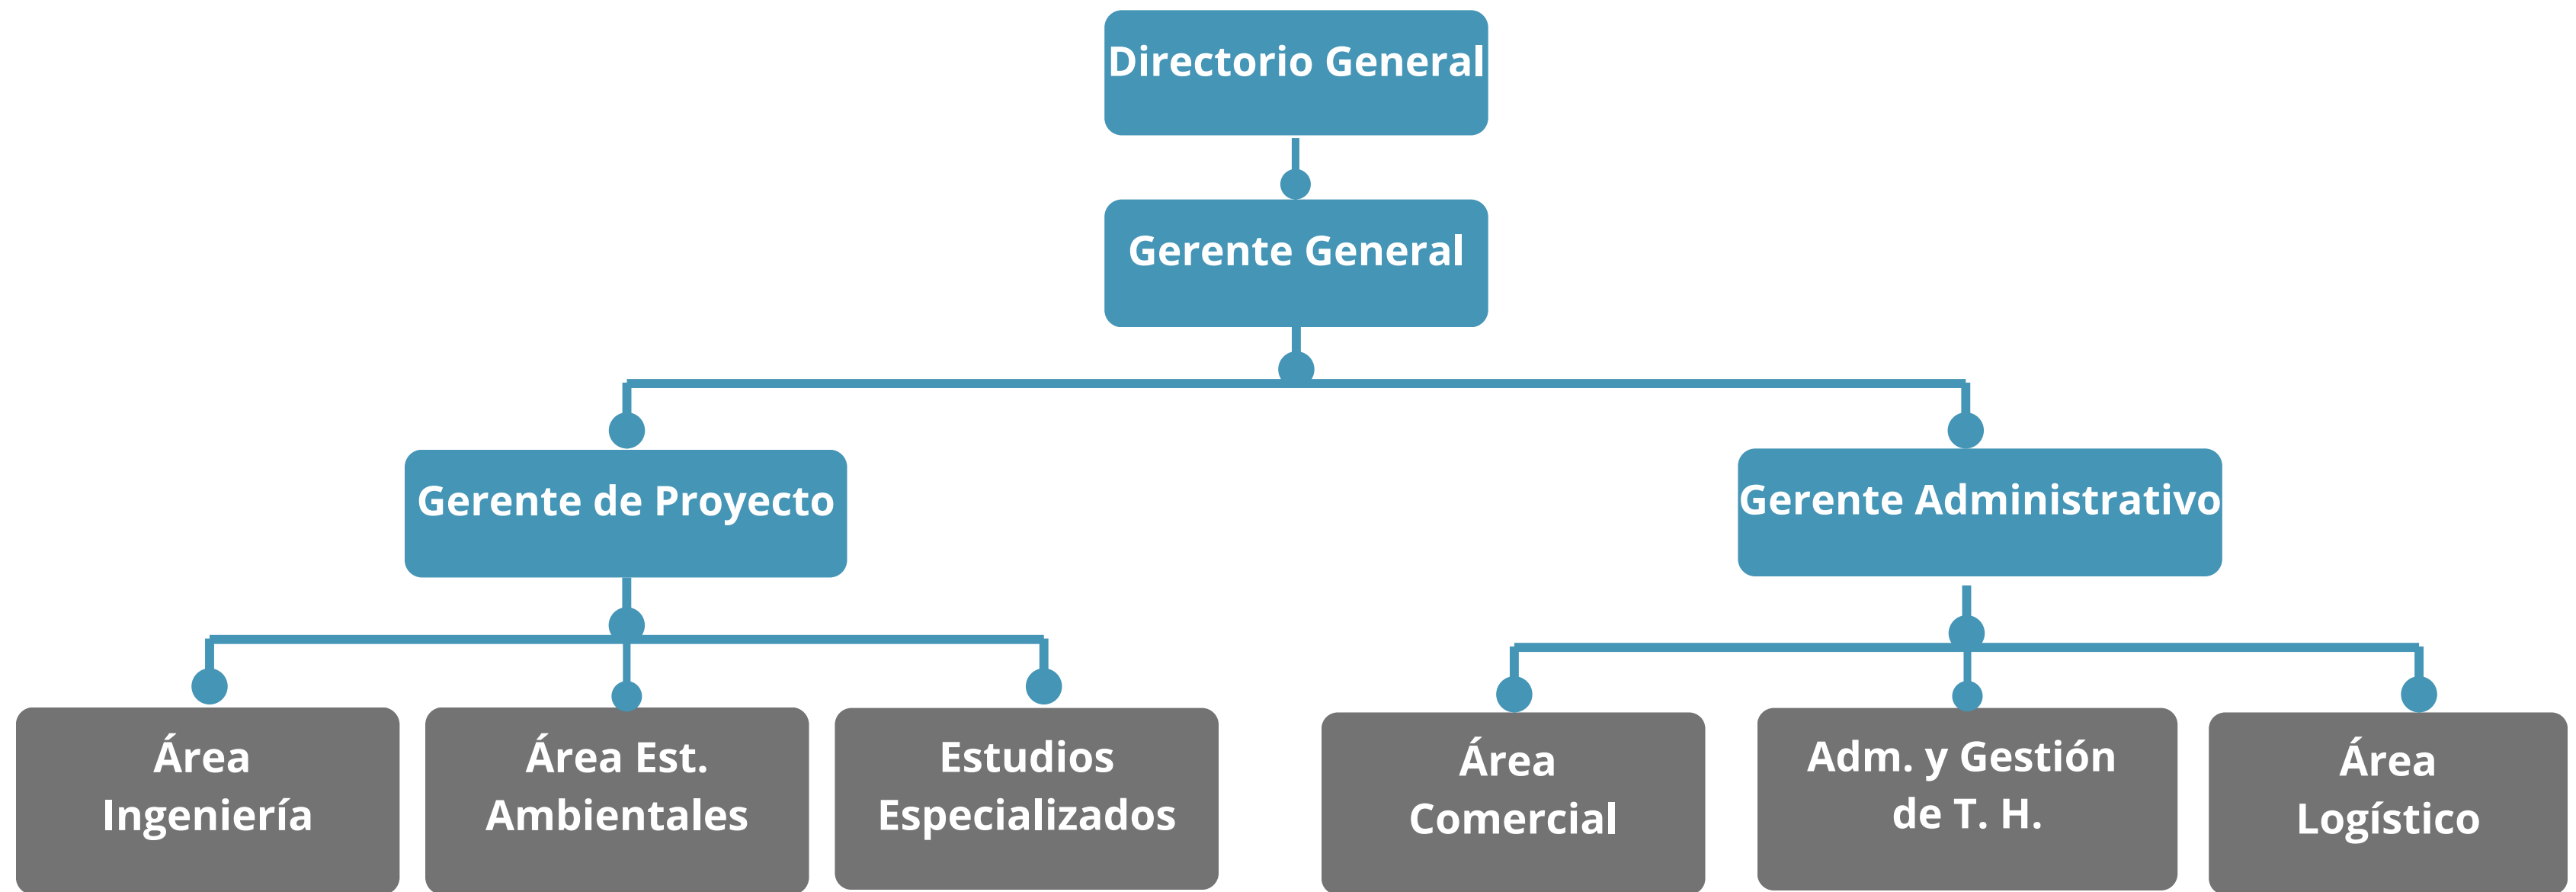 Directorio General
Gerente General
Gerente de Proyecto
Gerente Administrativo
Área
Ingeniería
Área Est.
Ambientales
Estudios
Especializados
Área
Comercial
Adm. y Gestión
de T. H.
Área
Logístico